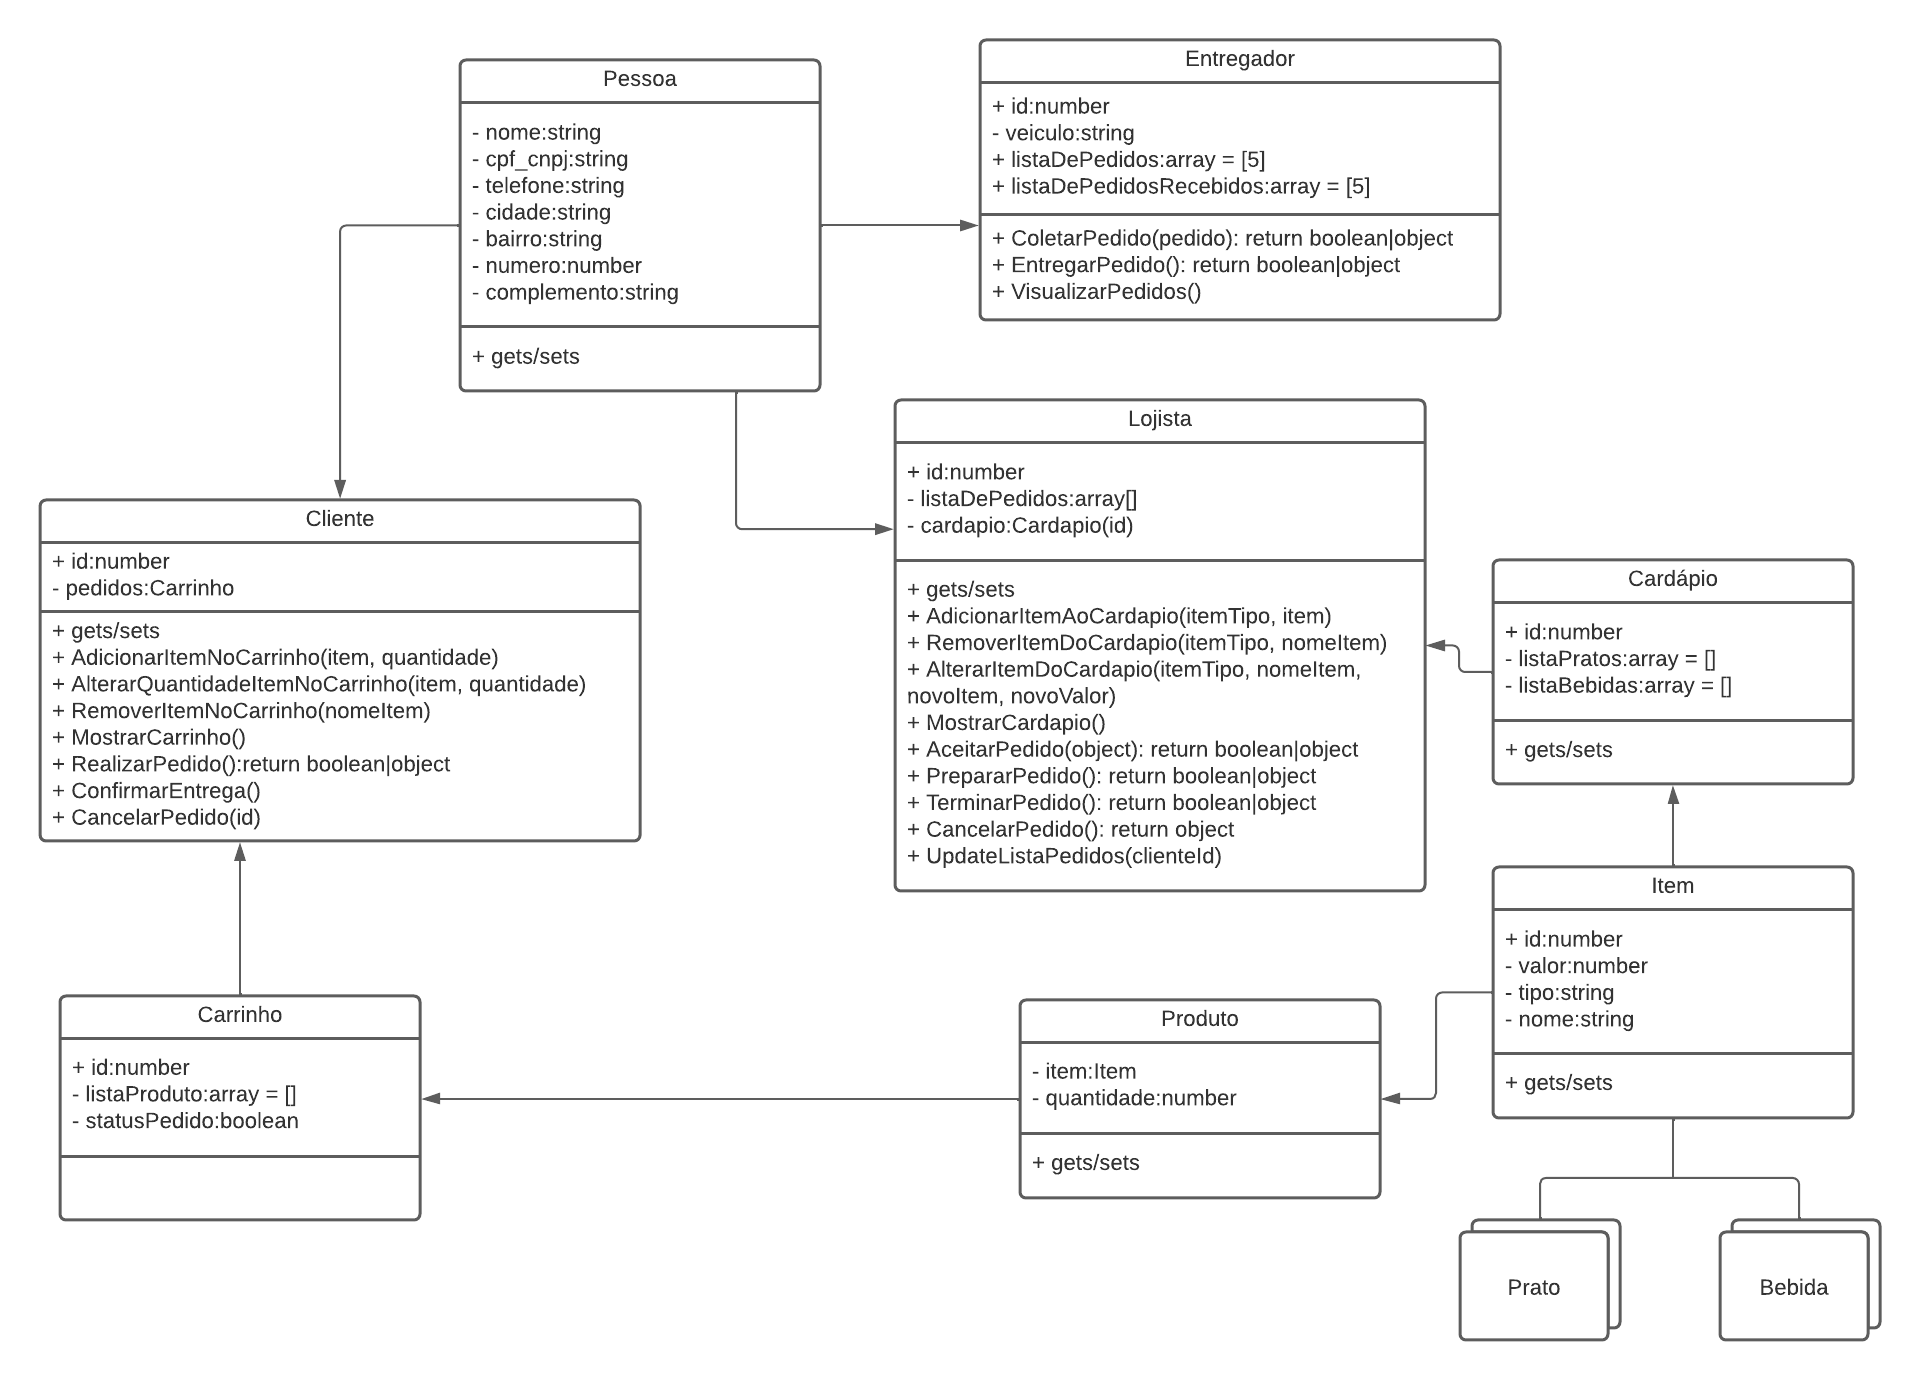 Pessoa
- nome:string
- cpf_cnpj:string
- telefone:string
- cidade:string
- bairro:string
- numero:number
- complemento:string
+ gets/sets
Entregador
+ id:number
- veiculo:string
+ listaDePedidos:array = [5]
+ listaDePedidosRecebidos:array = [5]
+ ColetarPedido(pedido): return boolean|object
+ EntregarPedido(): return boolean|object
+ VisualizarPedidos()
Lojista
+ id:number
- listaDePedidos:array[]
- cardapio:Cardapio(id)
+ gets/sets
+ AdicionarItemAoCardapio(itemTipo, item)
+ RemoverItemDoCardapio(itemTipo, nomeItem)
+ AlterarItemDoCardapio(itemTipo, nomeItem,
novoItem, novoValor)
+ MostrarCardapio()
+ AceitarPedido(object): return boolean|object
+ PrepararPedido(): return boolean|object
+ TerminarPedido(): return boolean|object
+ CancelarPedido(): return object
+ UpdateListaPedidos(clienteId)
Cliente
+ id:number
- pedidos:Carrinho
+ gets/sets
+ AdicionarItemNoCarrinho(item, quantidade)
+ AlterarQuantidadeItemNoCarrinho(item, quantidade)
+ RemoverItemNoCarrinho(nomeItem)
+ MostrarCarrinho()
+ RealizarPedido():return boolean|object
+ ConfirmarEntrega()
+ CancelarPedido(id)
Cardápio
+ id:number
- listaPratos:array = []
- listaBebidas:array = []
+ gets/sets
Item
+ id:number
- valor:number
- tipo:string
- nome:string
+ gets/sets
Carrinho
+ id:number
- listaProduto:array = []
- statusPedido:boolean
Produto
- item:Item
- quantidade:number
+ gets/sets
Prato
Bebida